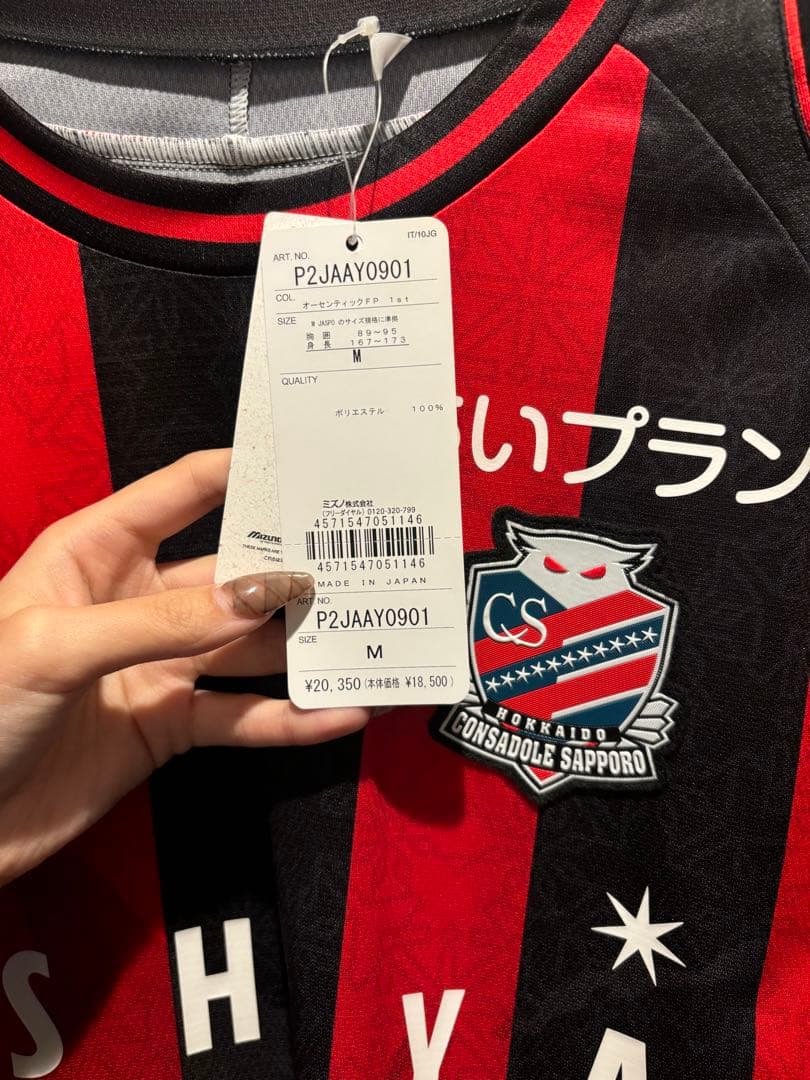 IT/10JG
ART. NO.
P2JAAY0901
COL.
オーセンティックFP 1st
SIZE
M JASPO のサイズ規格に準拠
胸 囲 89~95
身 長 167~173
M
QUALITY
ポリエステル 100%
いプラン
ミズノ株式会社
(フリーダイヤル) 0120-320-799
4571547051146
4571547051146
MADE IN JAPAN
ART NO.
P2JAAY0901
SIZE
M
¥20,350(本体価格 ¥18,500)
Mizuno
CS
HOKKAIDO
CONSADOLE SAPPORO
S H Y A